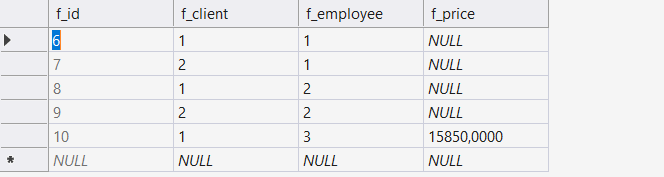 f_id f_client f_employee f_price
6 1 1 NULL
7 2 1 NULL
8 1 2 NULL
9 2 2 NULL
10 1 3 15850,0000
* NULL NULL NULL NULL